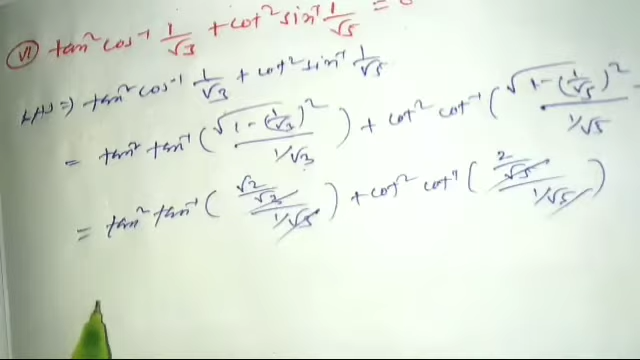 (vi) tan² cos⁻¹ 1/√3 + cot² sin⁻¹ 1/√5 =
L.H.S ⇒ tan² cos⁻¹ 1/√3 + cot² sin⁻¹ 1/√5
= tan² tan⁻¹ (√(1-(1/√3)²) / 1/√3) + cot² cot⁻¹ (√(1-(1/√5)²) / 1/√5
= tan² tan⁻¹ (√2/√3 / 1/√3) + cot² cot⁻¹ (2/√5 / 1/√5)